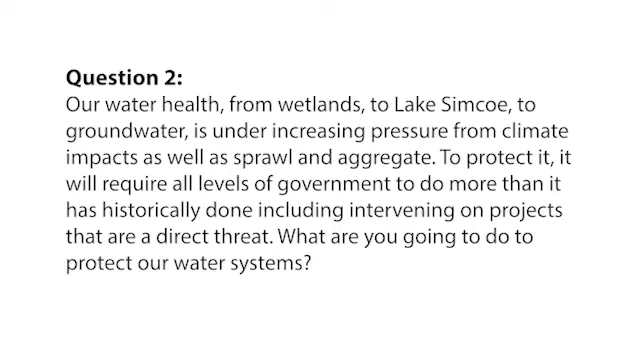 Question 2:
Our water health, from wetlands, to Lake Simcoe, to
groundwater, is under increasing pressure from climate
impacts as well as sprawl and aggregate. To protect it, it
will require all levels of government to do more than it
has historically done including intervening on projects
that are a direct threat. What are you going to do to
protect our water systems?